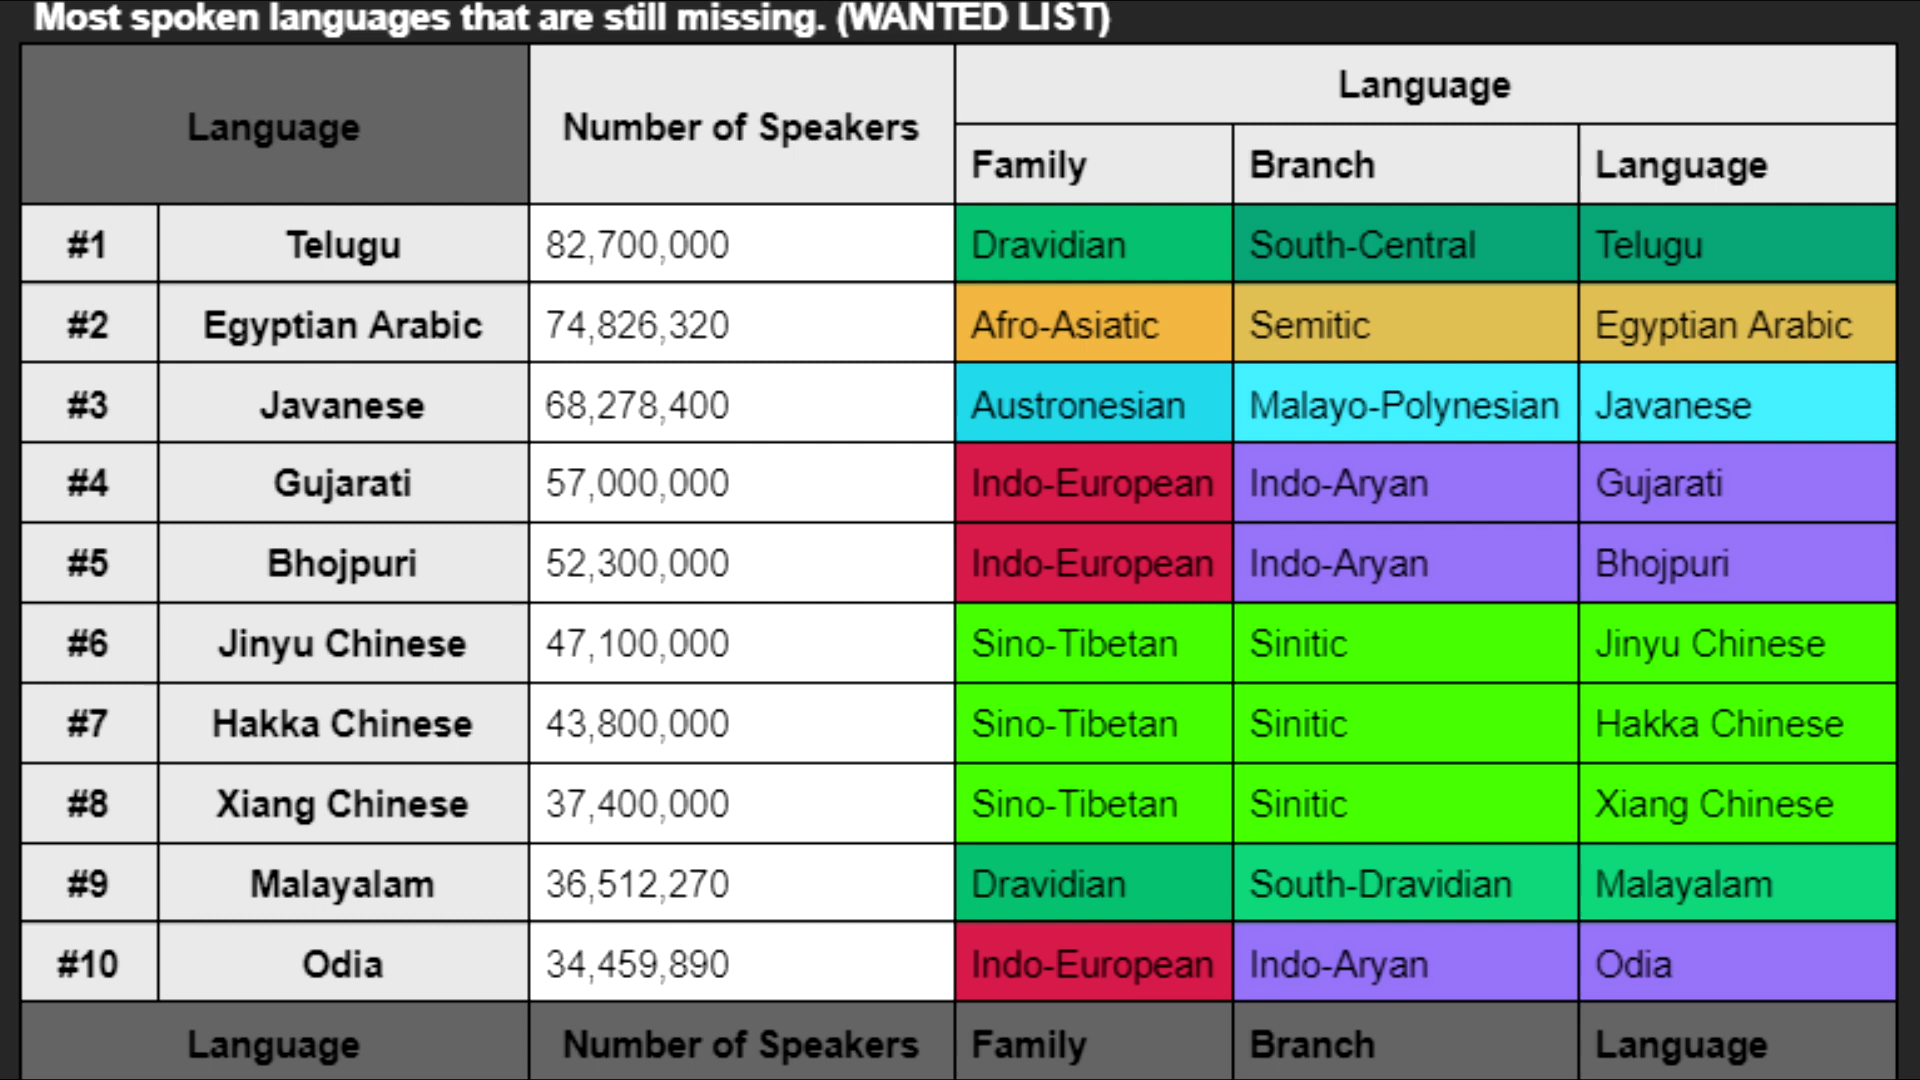 Most spoken languages that are still missing. (WANTED LIST)
Language Number of Speakers Language
Family Branch Language
#1 Telugu 82,700,000 Dravidian South-Central Telugu
#2 Egyptian Arabic 74,826,320 Afro-Asiatic Semitic Egyptian Arabic
#3 Javanese 68,278,400 Austronesian Malayo-Polynesian Javanese
#4 Gujarati 57,000,000 Indo-European Indo-Aryan Gujarati
#5 Bhojpuri 52,300,000 Indo-European Indo-Aryan Bhojpuri
#6 Jinyu Chinese 47,100,000 Sino-Tibetan Sinitic Jinyu Chinese
#7 Hakka Chinese 43,800,000 Sino-Tibetan Sinitic Hakka Chinese
#8 Xiang Chinese 37,400,000 Sino-Tibetan Sinitic Xiang Chinese
#9 Malayalam 36,512,270 Dravidian South-Dravidian Malayalam
#10 Odia 34,459,890 Indo-European Indo-Aryan Odia
Language Number of Speakers Family Branch Language